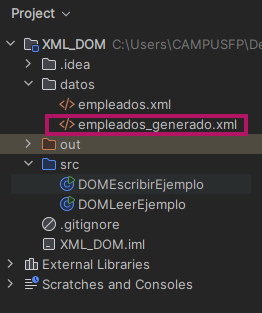 Project
XML_DOM C:\Users\CAMPUSFP\De
.idea
datos
empleados.xml
empleados_generado.xml
out
src
DOMEscribirEjemplo
DOMLeerEjemplo
.gitignore
XML_DOM.iml
External Libraries
Scratches and Consoles